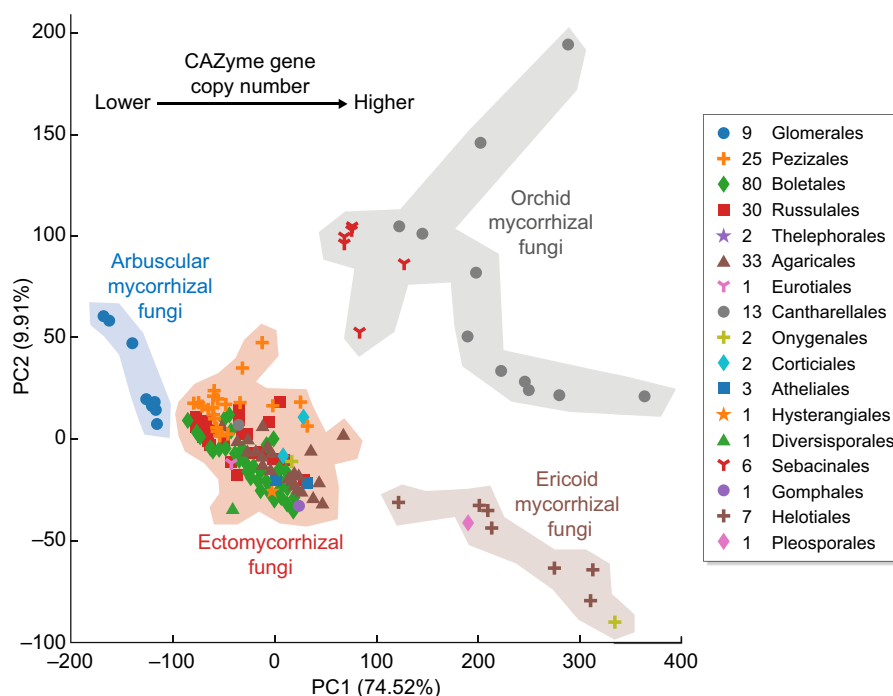 200
150
100
50
0
−50
−100
PC2 (9.91%)
CAZyme gene
copy number
Lower
Higher
Orchid
mycorrhizal
fungi
Arbuscular
mycorrhizal
fungi
Ericoid
mycorrhizal
fungi
Ectomycorrhizal
fungi
−200
−100
0
100
200
300
400
PC1 (74.52%)
9 Glomerales
25 Pezizales
80 Boletales
30 Russulales
2 Thelephorales
33 Agaricales
1 Eurotiales
13 Cantharellales
2 Onygenales
2 Corticiales
3 Atheliales
1 Hysterangiales
1 Diversisporales
6 Sebacinales
1 Gomphales
7 Helotiales
1 Pleosporales